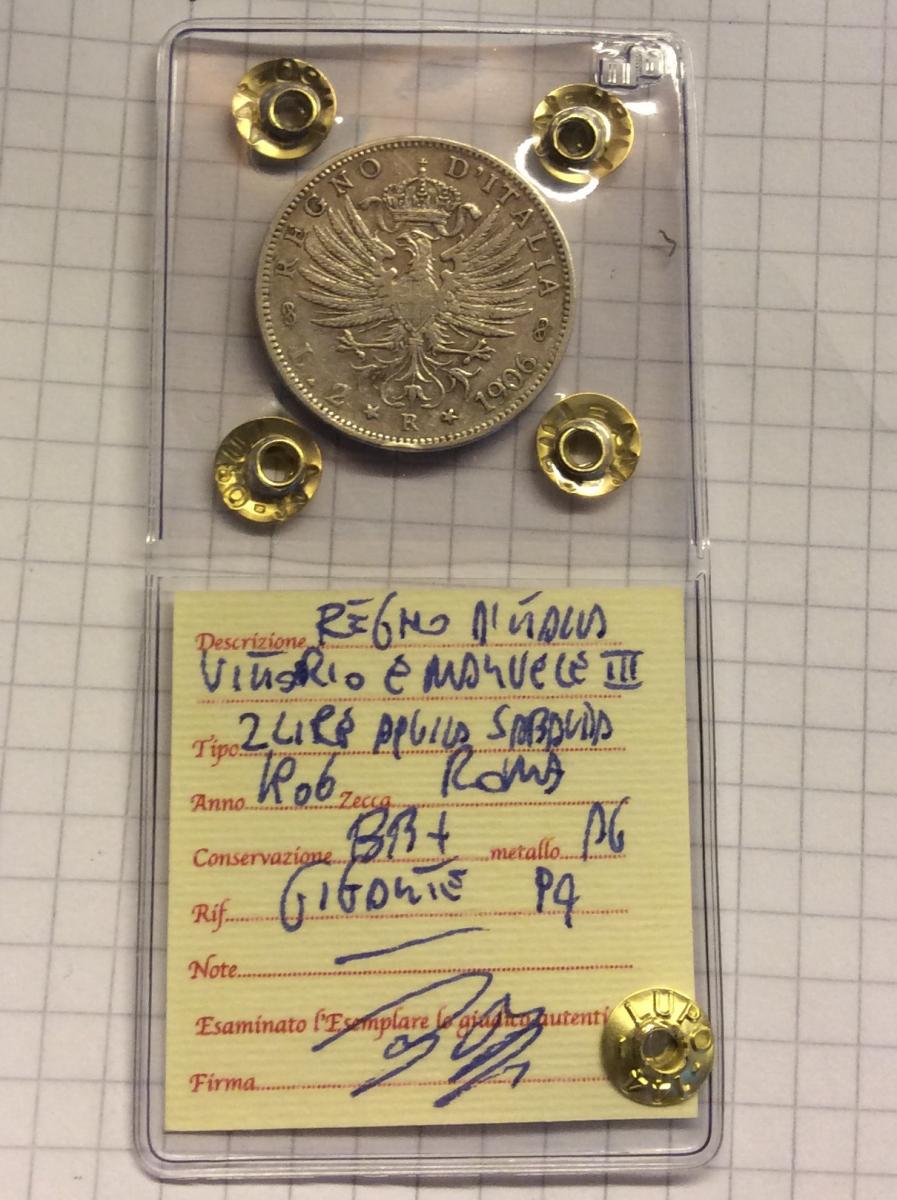 REGNO D'ITALIA
L. 2 * R * 1906
Descrizione REGNO D'ITALIA
VITTORIO EMANUELE III
Tipo 2 LIRE AQUILA SABAUDA
Anno 1906 Zecca ROMA
Conservazione BB+ metallo AG
Rif. GIGANTE 94
Note
Esaminato l'Esemplare lo giudico autenti
Firma
LUPO